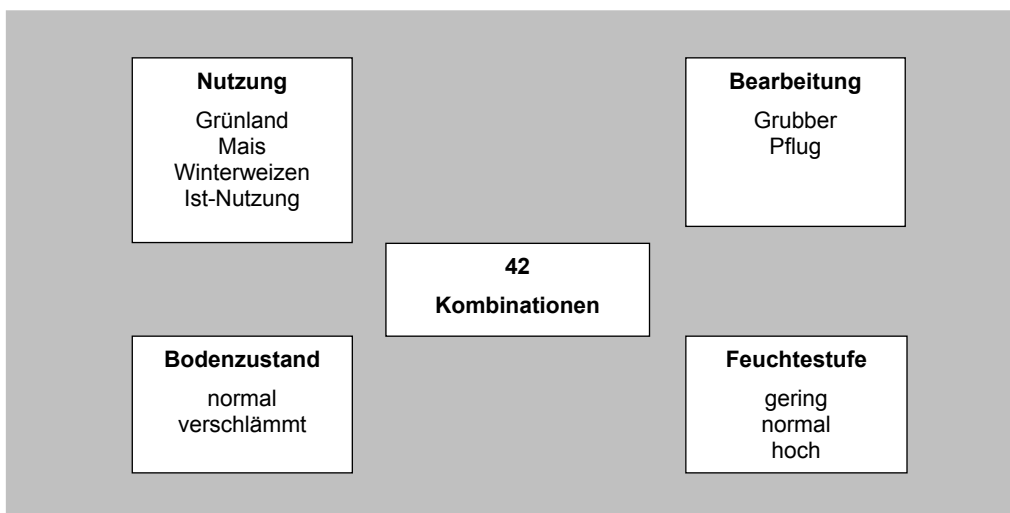 Nutzung
Grünland
Mais
Winterweizen
Ist-Nutzung
Bearbeitung
Grubber
Pflug
42
Kombinationen
Bodenzustand
normal
verschlämmt
Feuchtestufe
gering
normal
hoch